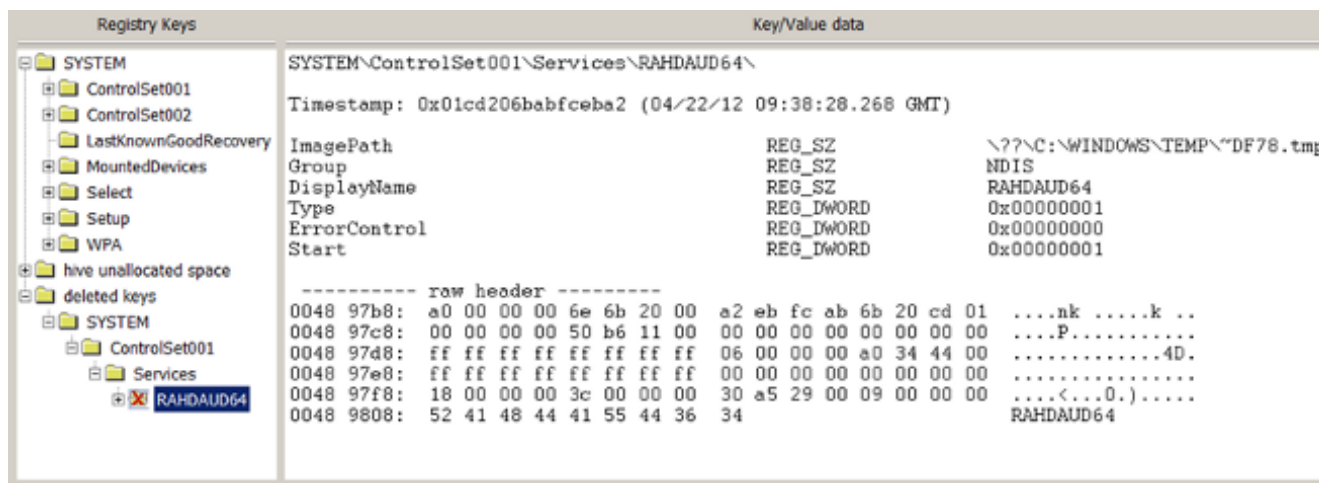 Registry Keys
Key/Value data
SYSTEM
ControlSet001
ControlSet002
LastKnownGoodRecovery
MountedDevices
Select
Setup
WPA
hive unallocated space
deleted keys
SYSTEM
ControlSet001
Services
RAHDAUD64
SYSTEM\ControlSet001\Services\RAHDAUD64\
Timestamp: 0x01cd206babfceba2 (04/22/12 09:38:28.268 GMT)
ImagePath REG_SZ \??\C:\WINDOWS\TEMP\~DF78.tmp
Group REG_SZ NDIS
DisplayName REG_SZ RAHDAUD64
Type REG_DWORD 0x00000001
ErrorControl REG_DWORD 0x00000000
Start REG_DWORD 0x00000001
---------- raw header ---------
0048 97b8: a0 00 00 00 6e 6b 20 00 a2 eb fc ab 6b 20 cd 01 ....nk .....k ..
0048 97c8: 00 00 00 00 50 b6 11 00 00 00 00 00 00 00 00 00 ....P...........
0048 97d8: ff ff ff ff ff ff ff ff 06 00 00 00 a0 34 44 00 .............4D.
0048 97e8: ff ff ff ff ff ff ff ff 00 00 00 00 00 00 00 00 ................
0048 97f8: 18 00 00 00 3c 00 00 00 30 a5 29 00 09 00 00 00 ....<...0.).....
0048 9808: 52 41 48 44 41 55 44 36 34 RAHDAUD64